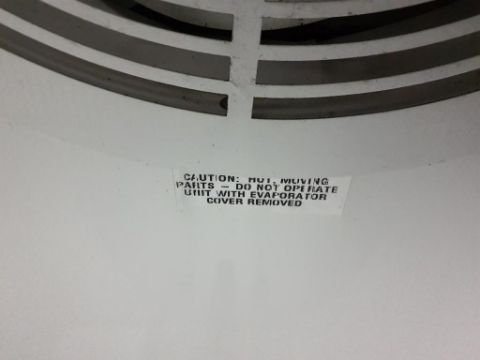 CAUTION: HOT, MOVING
PARTS – DO NOT OPERATE
UNIT WITH EVAPORATOR
COVER REMOVED